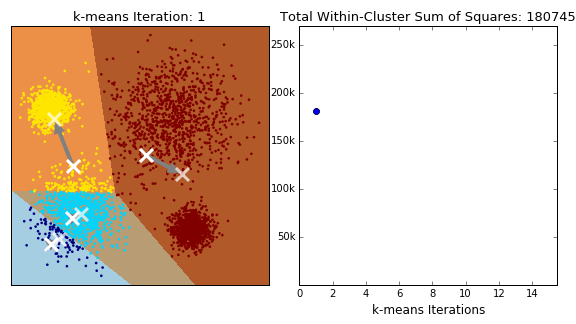 k-means Iteration: 1
Total Within-Cluster Sum of Squares: 180745
250k
200k
150k
100k
50k
0 2 4 6 8 10 12 14
k-means Iterations